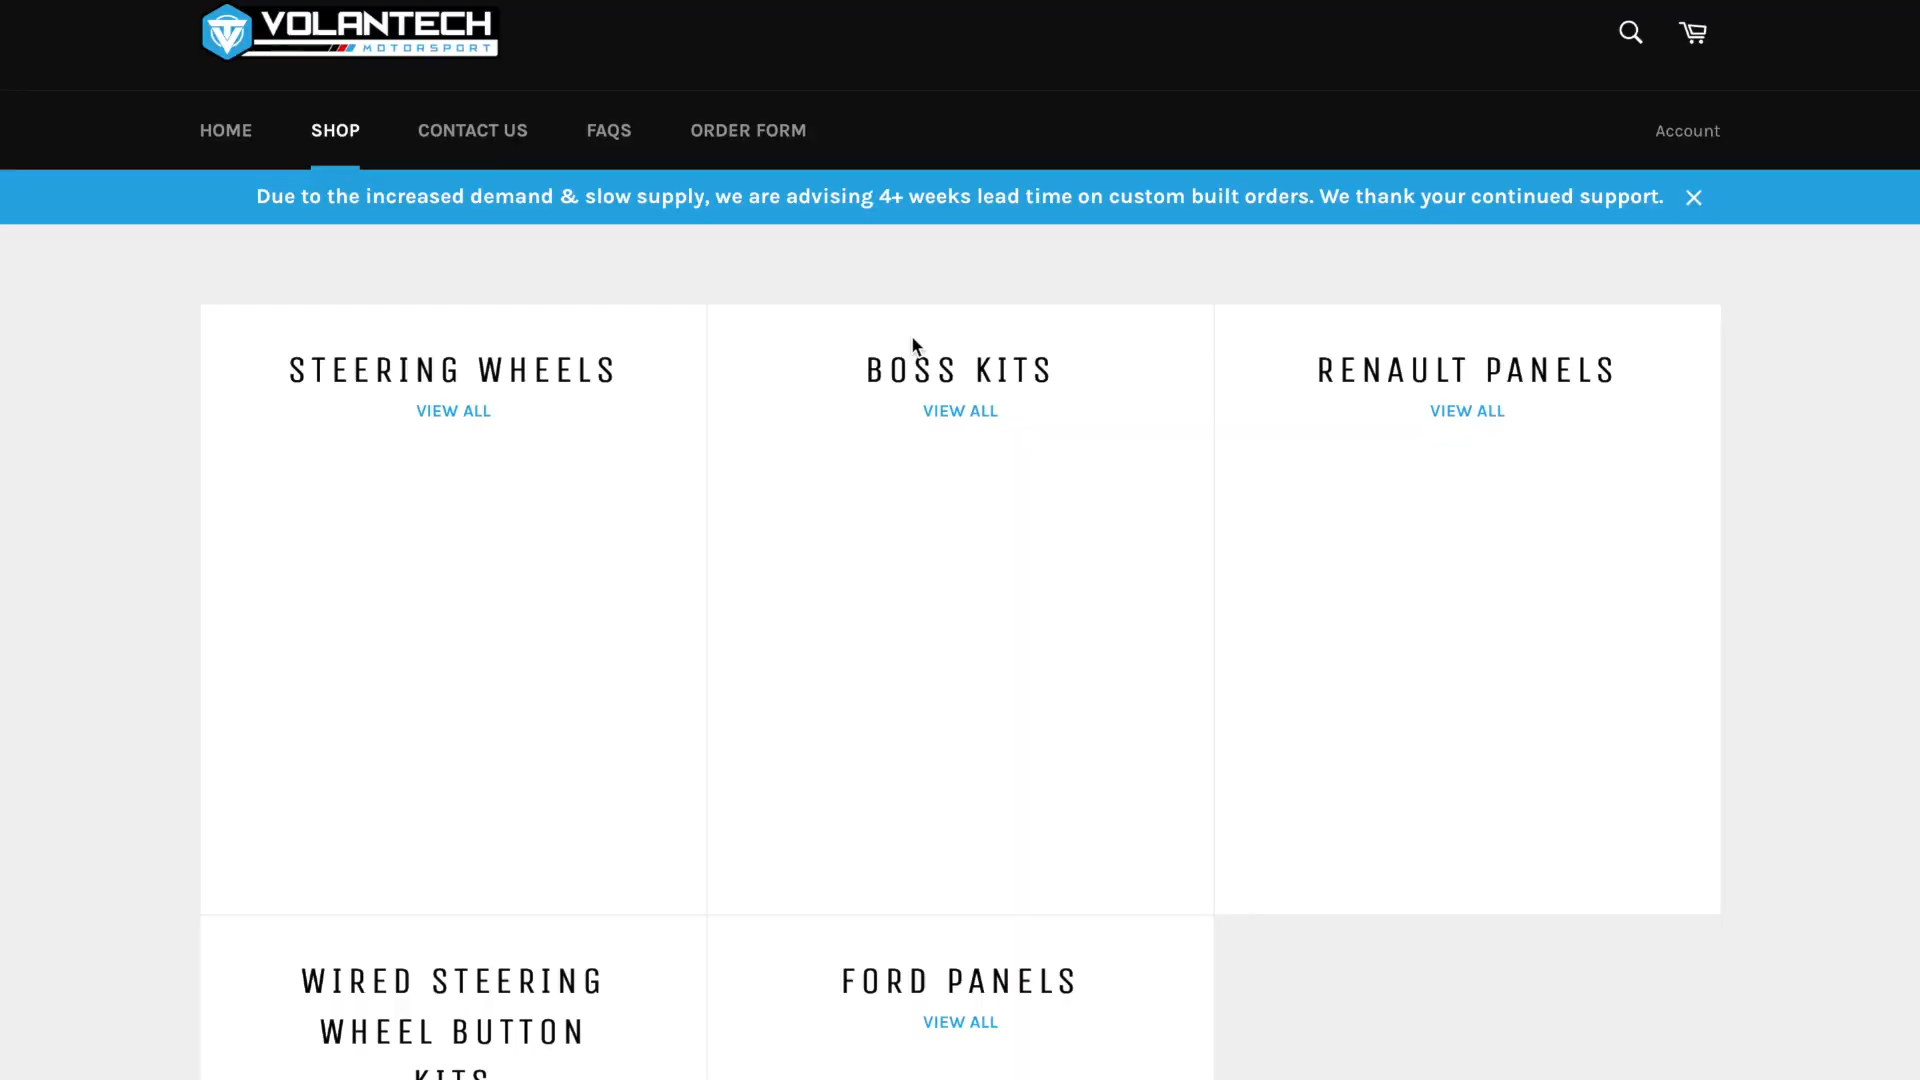 VOLANTECH
MOTORSPORT
HOME SHOP CONTACT US FAQS ORDER FORM Account
Due to the increased demand & slow supply, we are advising 4+ weeks lead time on custom built orders. We thank your continued support.
STEERING WHEELS
VIEW ALL
BOSS KITS
VIEW ALL
RENAULT PANELS
VIEW ALL
WIRED STEERING
WHEEL BUTTON
KITS
FORD PANELS
VIEW ALL